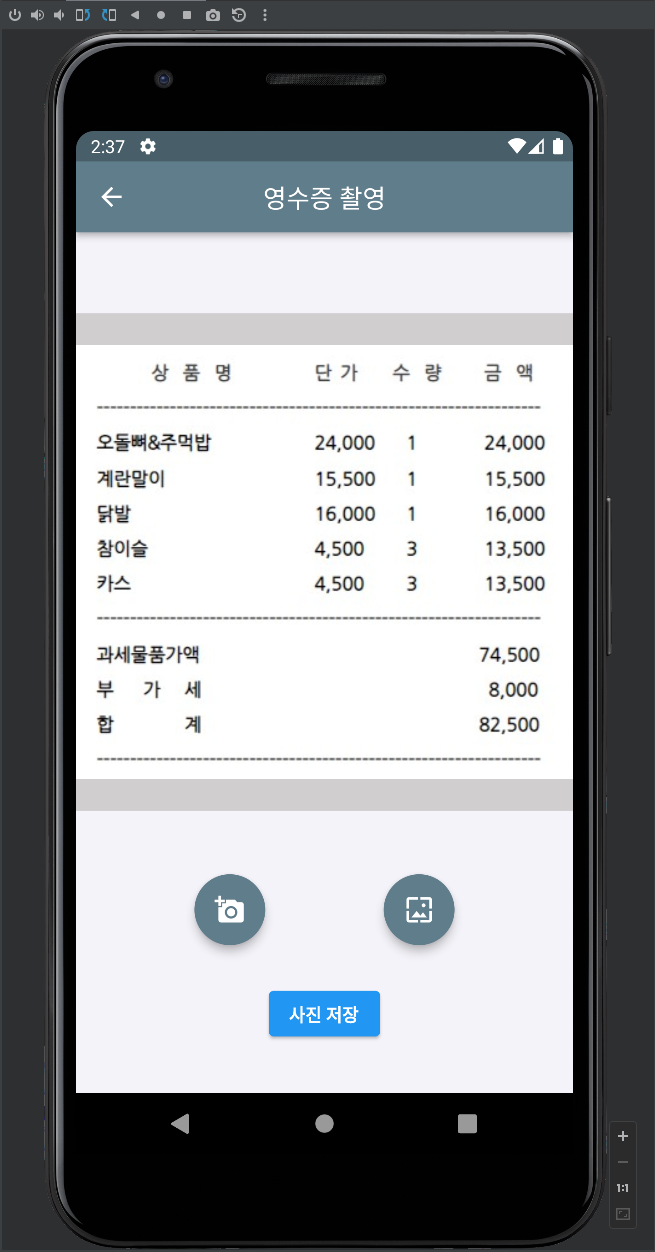 2:37
영수증 촬영
상 품 명 단 가 수 량 금 액
--------------------------------------------------------------------------------
오돌뼈&주먹밥 24,000 1 24,000
계란말이 15,500 1 15,500
닭발 16,000 1 16,000
참이슬 4,500 3 13,500
카스 4,500 3 13,500
--------------------------------------------------------------------------------
과세물품가액 74,500
부 가 세 8,000
합 계 82,500
--------------------------------------------------------------------------------
사진 저장
1:1